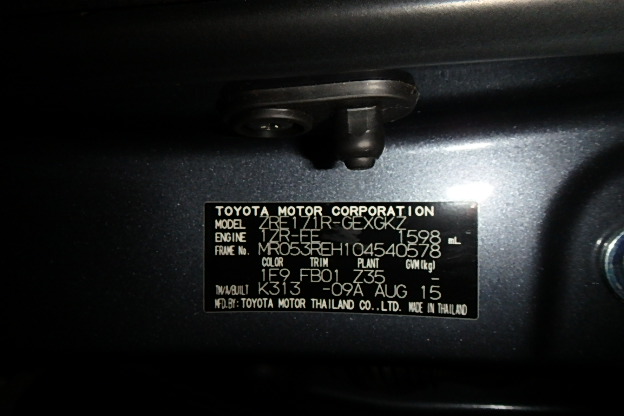 TOYOTA MOTOR CORPORATION
MODEL ZRE171R-GEXGKZ
ENGINE 1ZR-FE 1598 mL
FRAME No. MR053REH104540578
COLOR TRIM PLANT GVM(kg)
1E9 FB01 Z35 -
TM/A/BUILT K313 -09A AUG 15
MFD.BY: TOYOTA MOTOR THAILAND CO.,LTD. MADE IN THAILAND